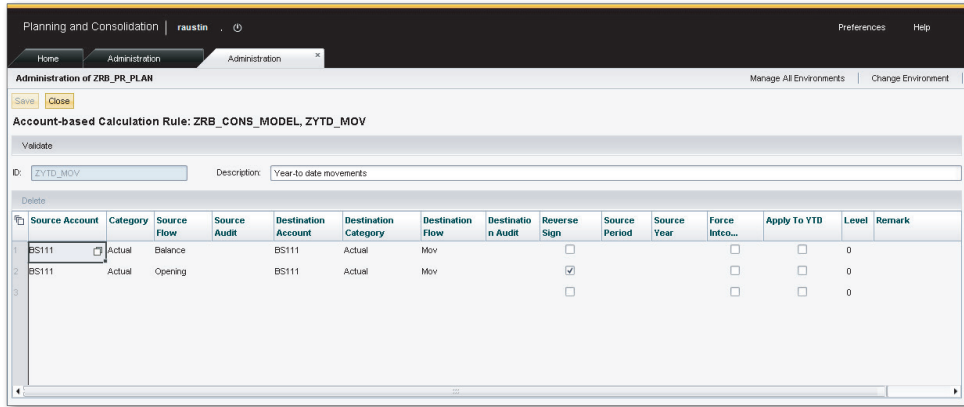 Planning and Consolidation | raustin . Preferences Help
Home Administration Administration ×
Administration of ZRB_PR_PLAN Manage All Environments Change Environment
Save Close
Account-based Calculation Rule: ZRB_CONS_MODEL, ZYTD_MOV
Validate
ID: ZYTD_MOV Description: Year-to date movements
Delete
Source Account Category Source Flow Source Audit Destination Account Destination Category Destination Flow Destinatio n Audit Reverse Sign Source Period Source Year Force Intco... Apply To YTD Level Remark
1 BS111 Actual Balance BS111 Actual Mov 0
2 BS111 Actual Opening BS111 Actual Mov 0
3 0